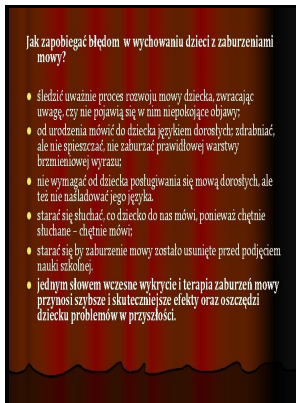 Jak zapobiegać błędom w wychowaniu dzieci z zaburzeniami
mowy?
śledzić uważnie proces rozwoju mowy dziecka, zwracając
uwagę, czy nie pojawią się w nim niepokojące objawy;
od urodzenia mówić do dziecka językiem dorosłych; zdrabniać,
ale nie spieszczać, nie zaburzać prawidłowej warstwy
brzmieniowej wyrazu;
nie wymagać od dziecka posługiwania się mową dorosłych, ale
też nie naśladować jego języka.
starać się słuchać, co dziecko do nas mówi, ponieważ chętnie
słuchane – chętnie mówi;
starać się by zaburzenie mowy zostało usunięte przed podjęciem
nauki szkolnej.
jednym słowem wczesne wykrycie i terapia zaburzeń mowy
przynosi szybsze i skuteczniejsze efekty oraz oszczędzi
dziecku problemów w przyszłości.